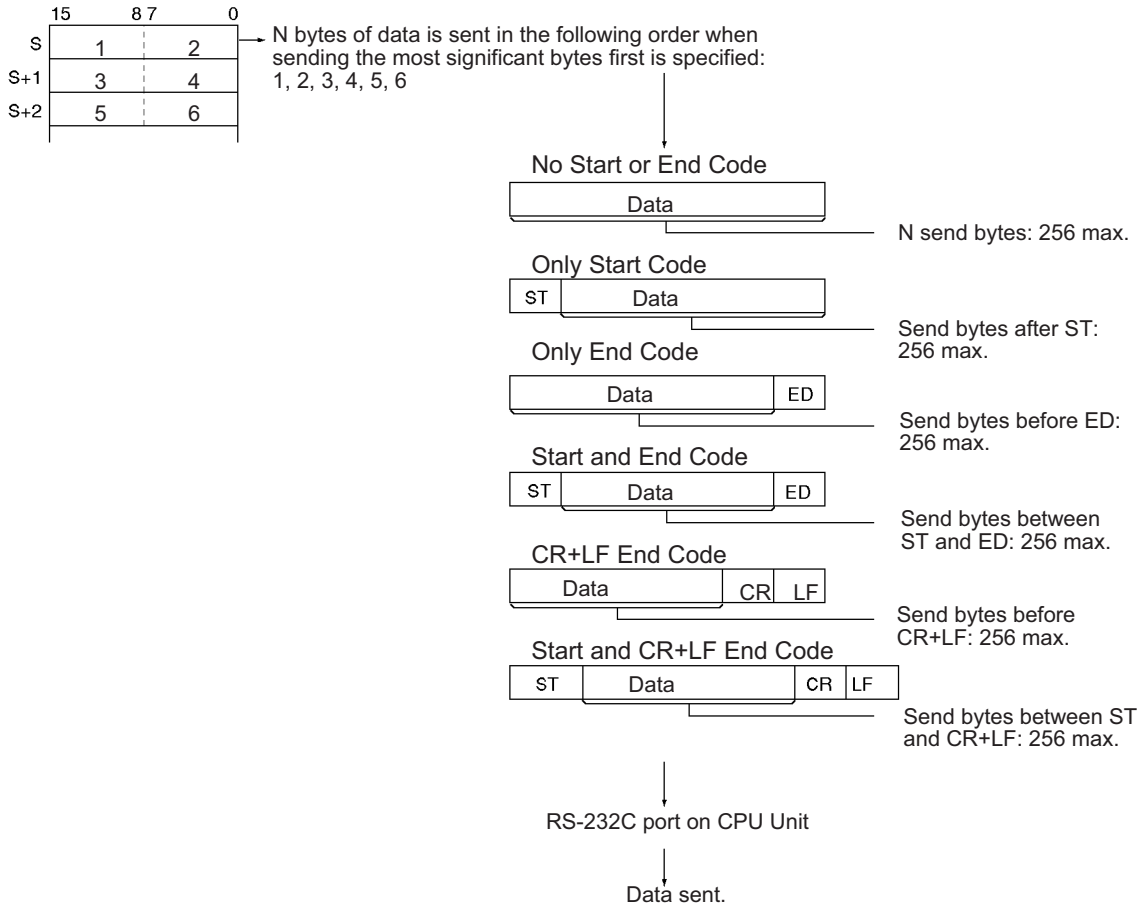 15 8 7 0
S 1 2
S+1 3 4
S+2 5 6
N bytes of data is sent in the following order when
sending the most significant bytes first is specified:
1, 2, 3, 4, 5, 6
No Start or End Code
Data
N send bytes: 256 max.
Only Start Code
ST Data
Send bytes after ST:
256 max.
Only End Code
Data ED
Send bytes before ED:
256 max.
Start and End Code
ST Data ED
Send bytes between
ST and ED: 256 max.
CR+LF End Code
Data CR LF
Send bytes before
CR+LF: 256 max.
Start and CR+LF End Code
ST Data CR LF
Send bytes between ST
and CR+LF: 256 max.
RS-232C port on CPU Unit
Data sent.